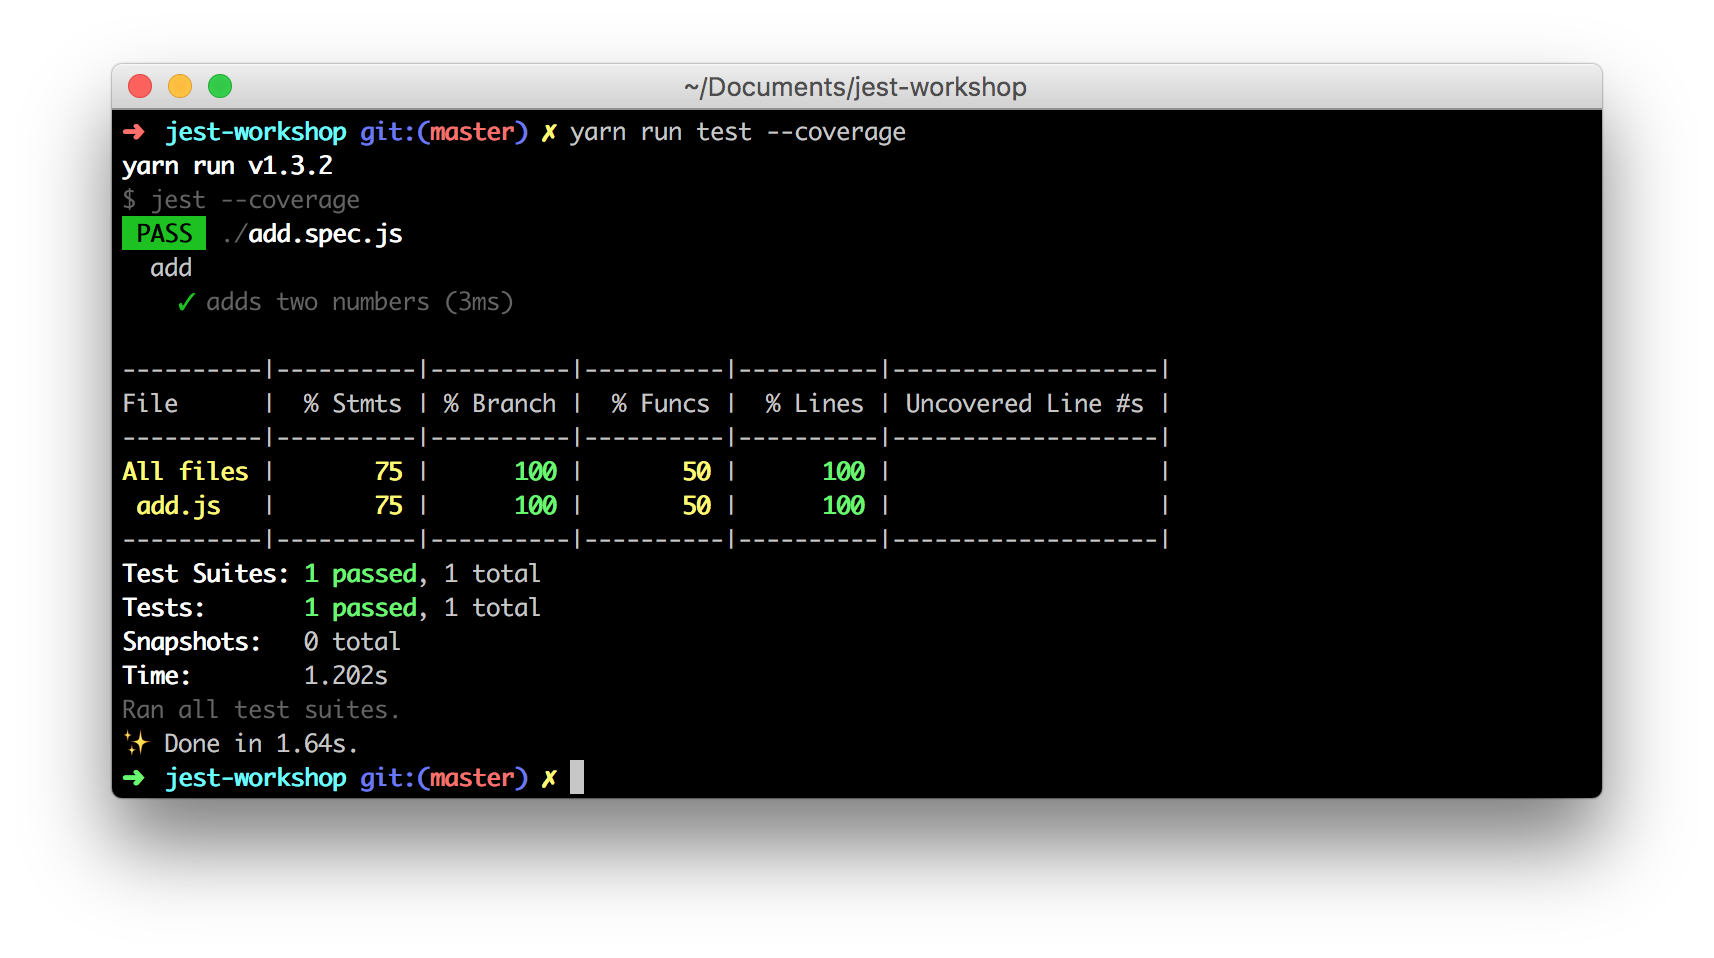 ~/Documents/jest-workshop
➜  jest-workshop git:(master) ✗ yarn run test --coverage
yarn run v1.3.2
$ jest --coverage
 PASS  ./add.spec.js
  add
    ✓ adds two numbers (3ms)

----------|----------|----------|----------|----------|-------------------|
File      |  % Stmts | % Branch |  % Funcs |  % Lines | Uncovered Line #s |
----------|----------|----------|----------|----------|-------------------|
All files |       75 |      100 |       50 |      100 |                   |
 add.js   |       75 |      100 |       50 |      100 |                   |
----------|----------|----------|----------|----------|-------------------|
Test Suites: 1 passed, 1 total
Tests:       1 passed, 1 total
Snapshots:   0 total
Time:        1.202s
Ran all test suites.
✨ Done in 1.64s.
➜  jest-workshop git:(master) ✗